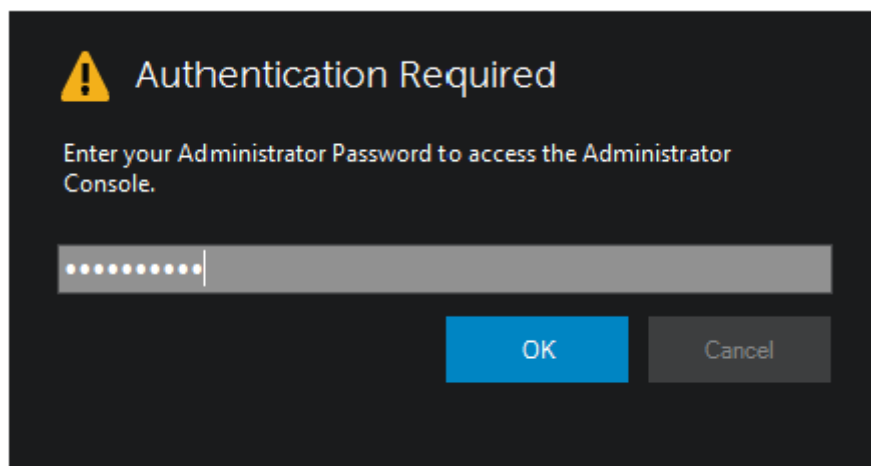 Authentication Required
Enter your Administrator Password to access the Administrator
Console.
••••••••••
OK
Cancel